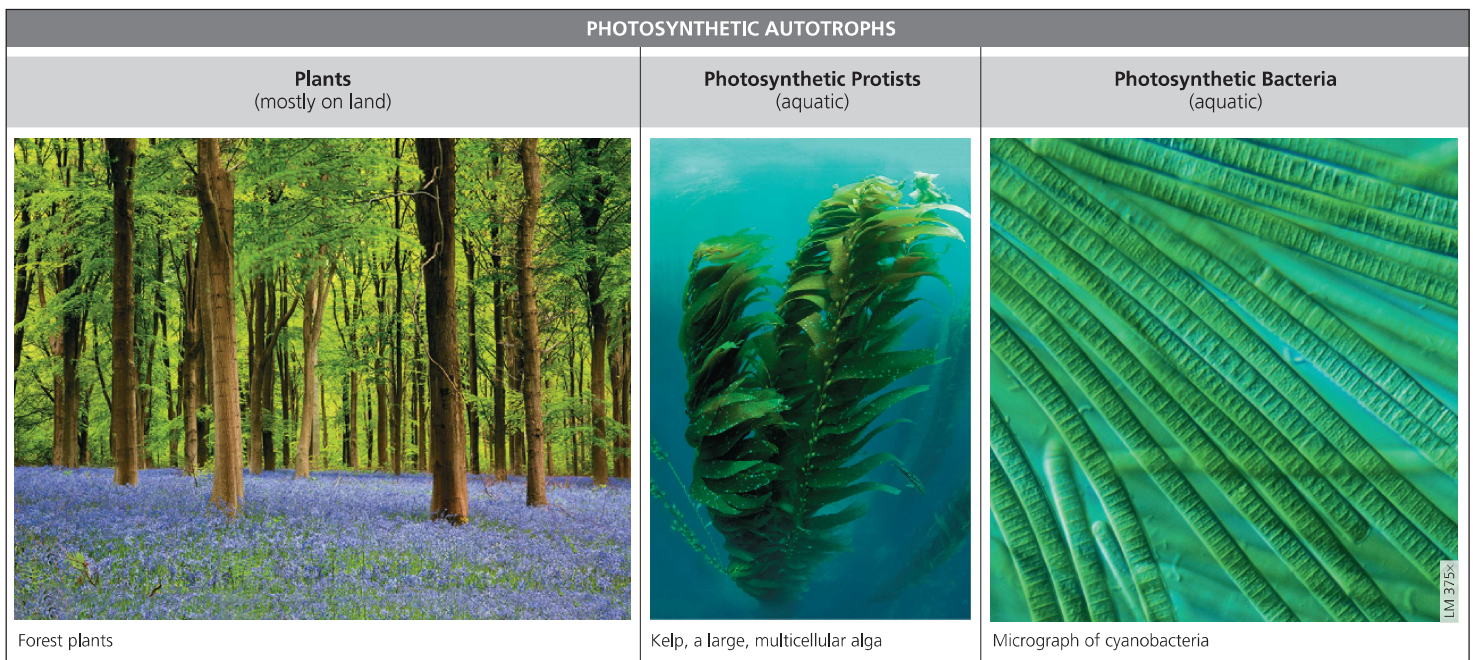 PHOTOSYNTHETIC AUTOTROPHS
Plants
(mostly on land)
Photosynthetic Protists
(aquatic)
Photosynthetic Bacteria
(aquatic)
LM 375×
Forest plants
Kelp, a large, multicellular alga
Micrograph of cyanobacteria